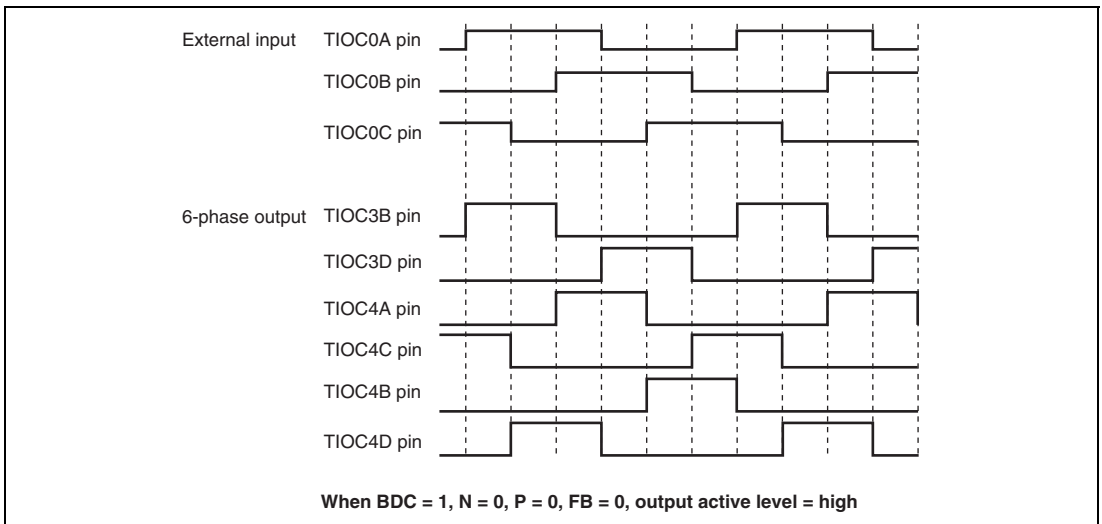 External input TIOC0A pin
TIOC0B pin
TIOC0C pin
6-phase output TIOC3B pin
TIOC3D pin
TIOC4A pin
TIOC4C pin
TIOC4B pin
TIOC4D pin
When BDC = 1, N = 0, P = 0, FB = 0, output active level = high